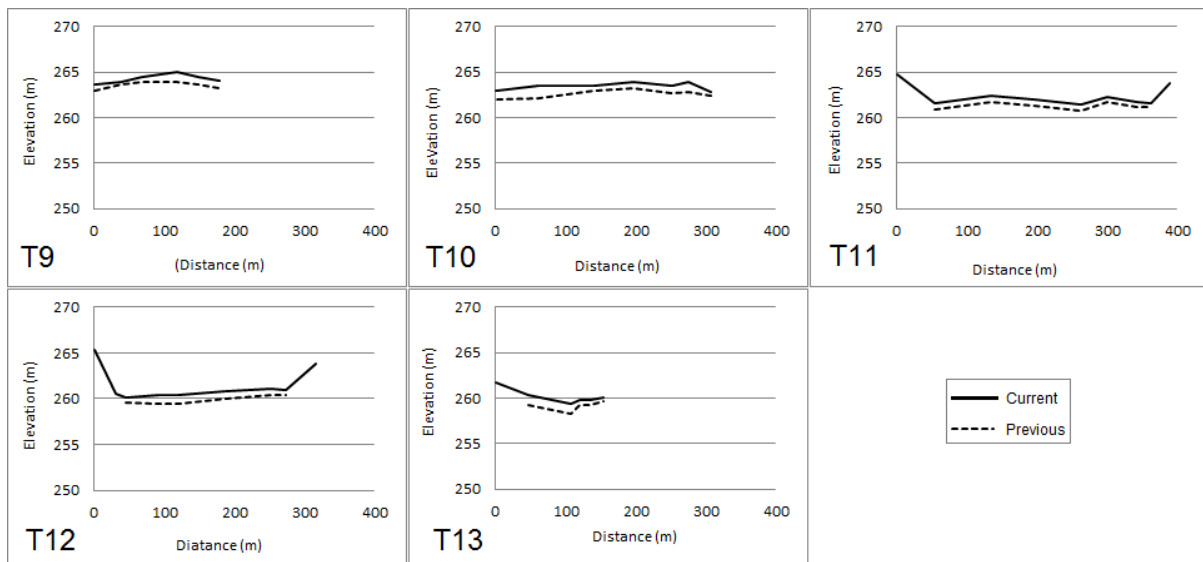 270
265
260
255
250
Elevation (m)
0 100 200 300 400
(Distance (m)
T9
270
265
260
255
250
EleVation (m)
0 100 200 300 400
Distance (m)
T10
270
265
260
255
250
Elevation (m)
0 100 200 300 400
Distance (m)
T11
270
265
260
255
250
Elevation (m)
0 100 200 300 400
Diatance (m)
T12
270
265
260
255
250
Elevation (m)
0 100 200 300 400
Distance (m)
T13
Current
Previous